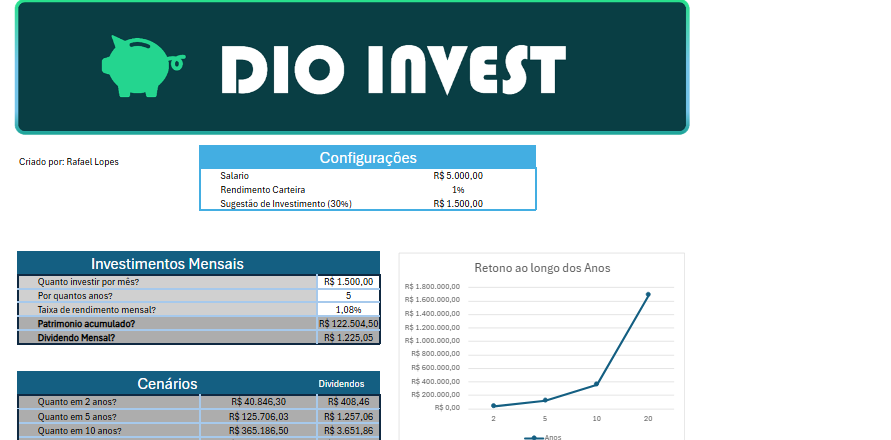 DIO INVEST
Criado por: Rafael Lopes
Configurações
Salario R$ 5.000,00
Rendimento Carteira 1%
Sugestão de Investimento (30%) R$ 1.500,00
Investimentos Mensais
Quanto investir por mês? R$ 1.500,00
Por quantos anos? 5
Taixa de rendimento mensal? 1,08%
Patrimonio acumulado? R$ 122.504,50
Dividendo Mensal? R$ 1.225,05
Retono ao longo dos Anos
R$ 1.800.000,00
R$ 1.600.000,00
R$ 1.400.000,00
R$ 1.200.000,00
R$ 1.000.000,00
R$ 800.000,00
R$ 600.000,00
R$ 400.000,00
R$ 200.000,00
R$ 0,00
2 5 10 20
Anos
Cenários Dividendos
Quanto em 2 anos? R$ 40.846,30 R$ 408,46
Quanto em 5 anos? R$ 125.706,03 R$ 1.257,06
Quanto em 10 anos? R$ 365.186,50 R$ 3.651,86